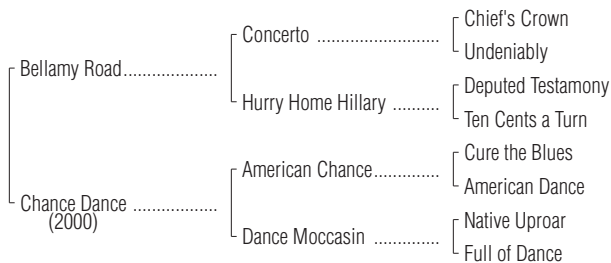 Chief's Crown
Concerto ......................
Undeniably
Bellamy Road...................
Deputed Testamony
Hurry Home Hillary ..........
Ten Cents a Turn
Cure the Blues
American Chance..............
American Dance
Chance Dance .................
(2000)
Native Uproar
Dance Moccasin ..............
Full of Dance